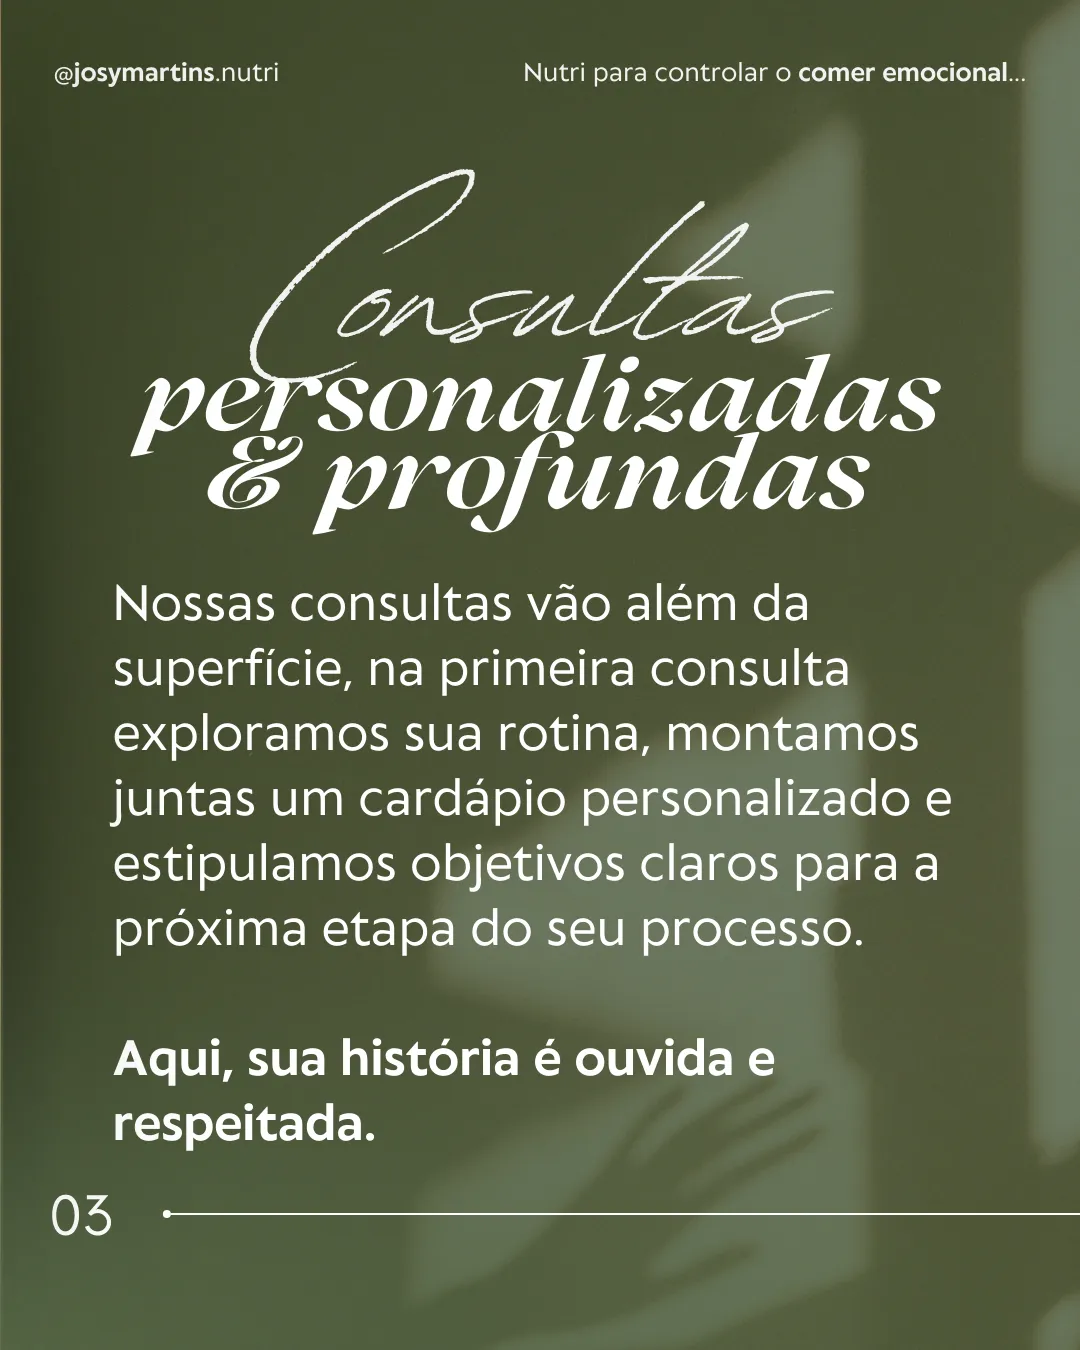 @josymartins.nutri
Nutri para controlar o comer emocional...
Consultas
personalizadas
& profundas
Nossas consultas vão além da
superfície, na primeira consulta
exploramos sua rotina, montamos
juntas um cardápio personalizado e
estipulamos objetivos claros para a
próxima etapa do seu processo.
Aqui, sua história é ouvida e
respeitada.
03